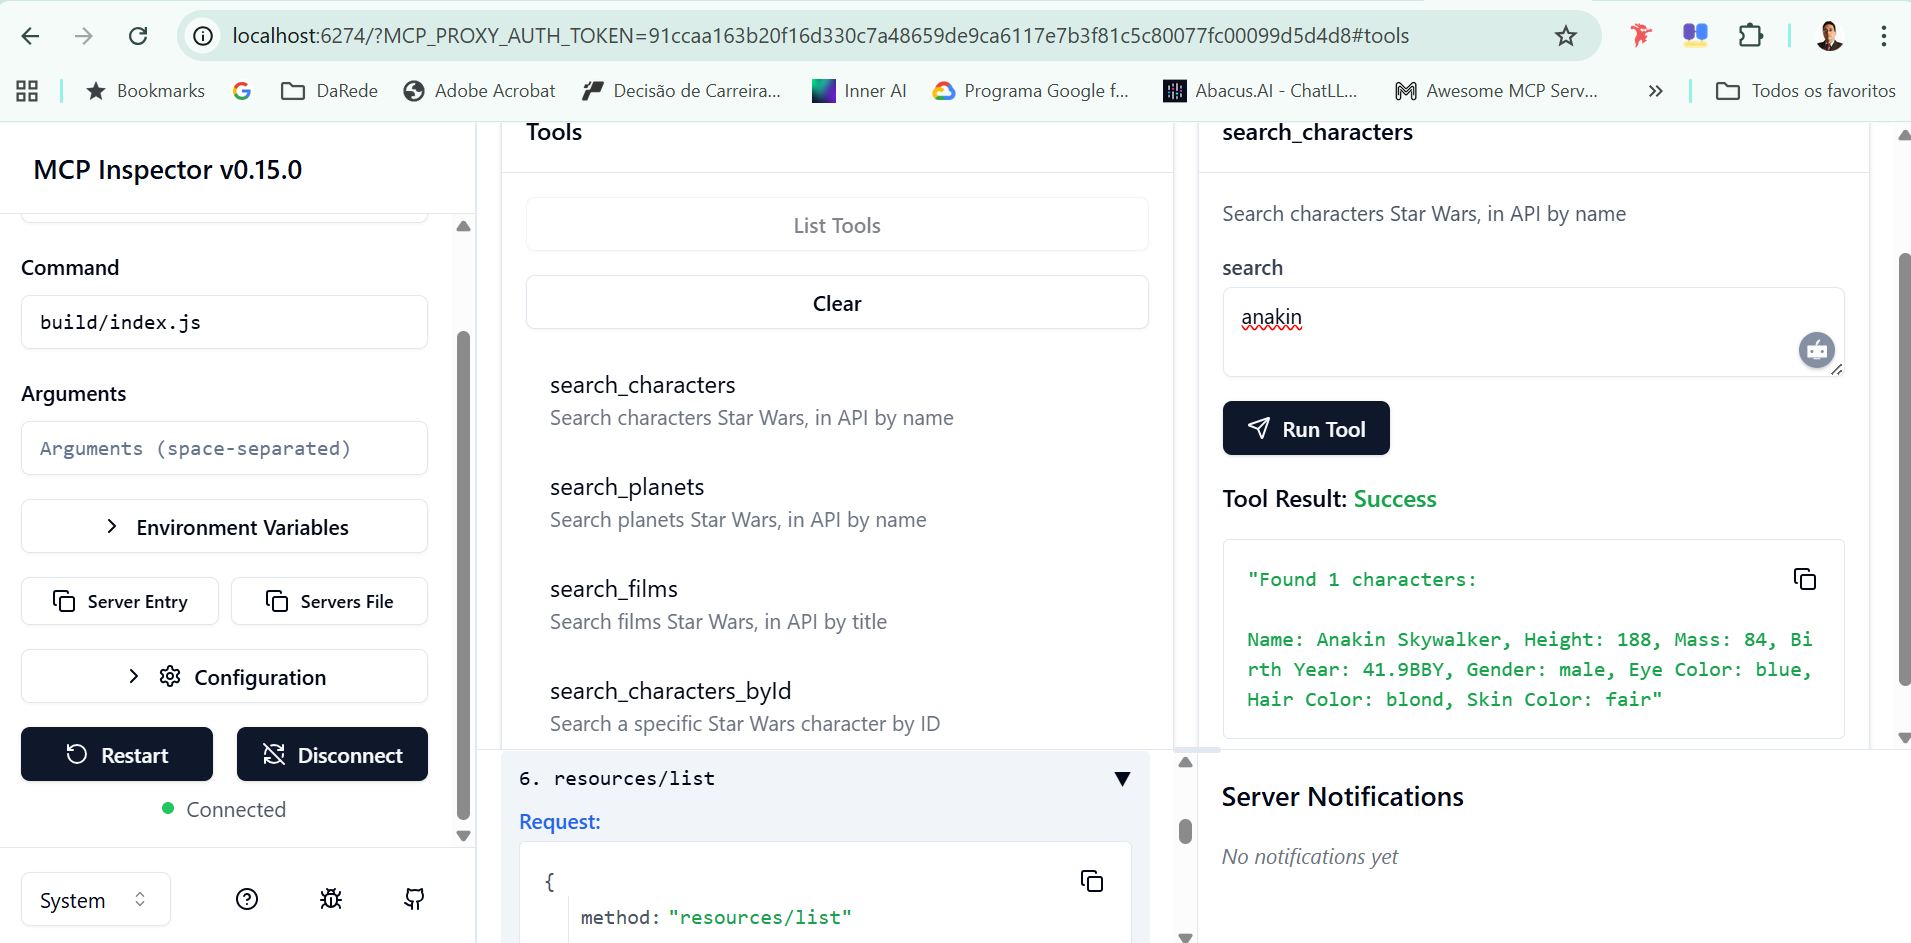 localhost:6274/?MCP_PROXY_AUTH_TOKEN=91ccaa163b20f16d330c7a48659de9ca6117e7b3f81c5c80077fc00099d5d4d8#tools
Bookmarks
DaRede
Adobe Acrobat
Decisão de Carreira...
Inner AI
Programa Google f...
Abacus.AI - ChatLL...
Awesome MCP Serv...
Todos os favoritos
MCP Inspector v0.15.0
Command
build/index.js
Arguments
Arguments (space-separated)
Environment Variables
Server Entry
Servers File
Configuration
Restart
Disconnect
Connected
System
Tools
List Tools
Clear
search_characters
Search characters Star Wars, in API by name
search_planets
Search planets Star Wars, in API by name
search_films
Search films Star Wars, in API by title
search_characters_byId
Search a specific Star Wars character by ID
6. resources/list
Request:
{
method: "resources/list"
search_characters
Search characters Star Wars, in API by name
search
anakin
Run Tool
Tool Result: Success
"Found 1 characters:
Name: Anakin Skywalker, Height: 188, Mass: 84, Bi
rth Year: 41.9BBY, Gender: male, Eye Color: blue,
Hair Color: blond, Skin Color: fair"
Server Notifications
No notifications yet